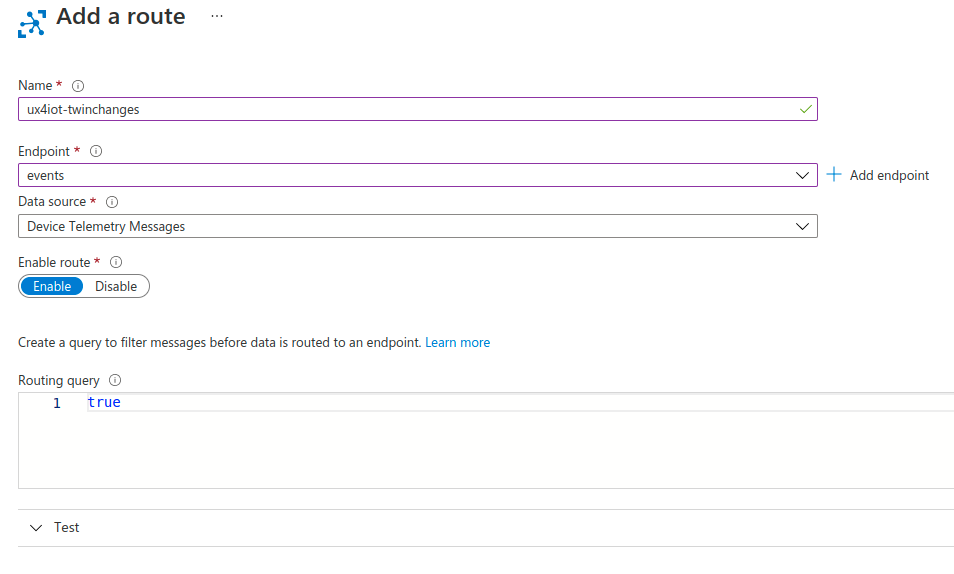 Add a route ...
Name *
ux4iot-twinchanges
Endpoint *
events
Add endpoint
Data source *
Device Telemetry Messages
Enable route *
Enable Disable
Create a query to filter messages before data is routed to an endpoint. Learn more
Routing query
1 true
Test